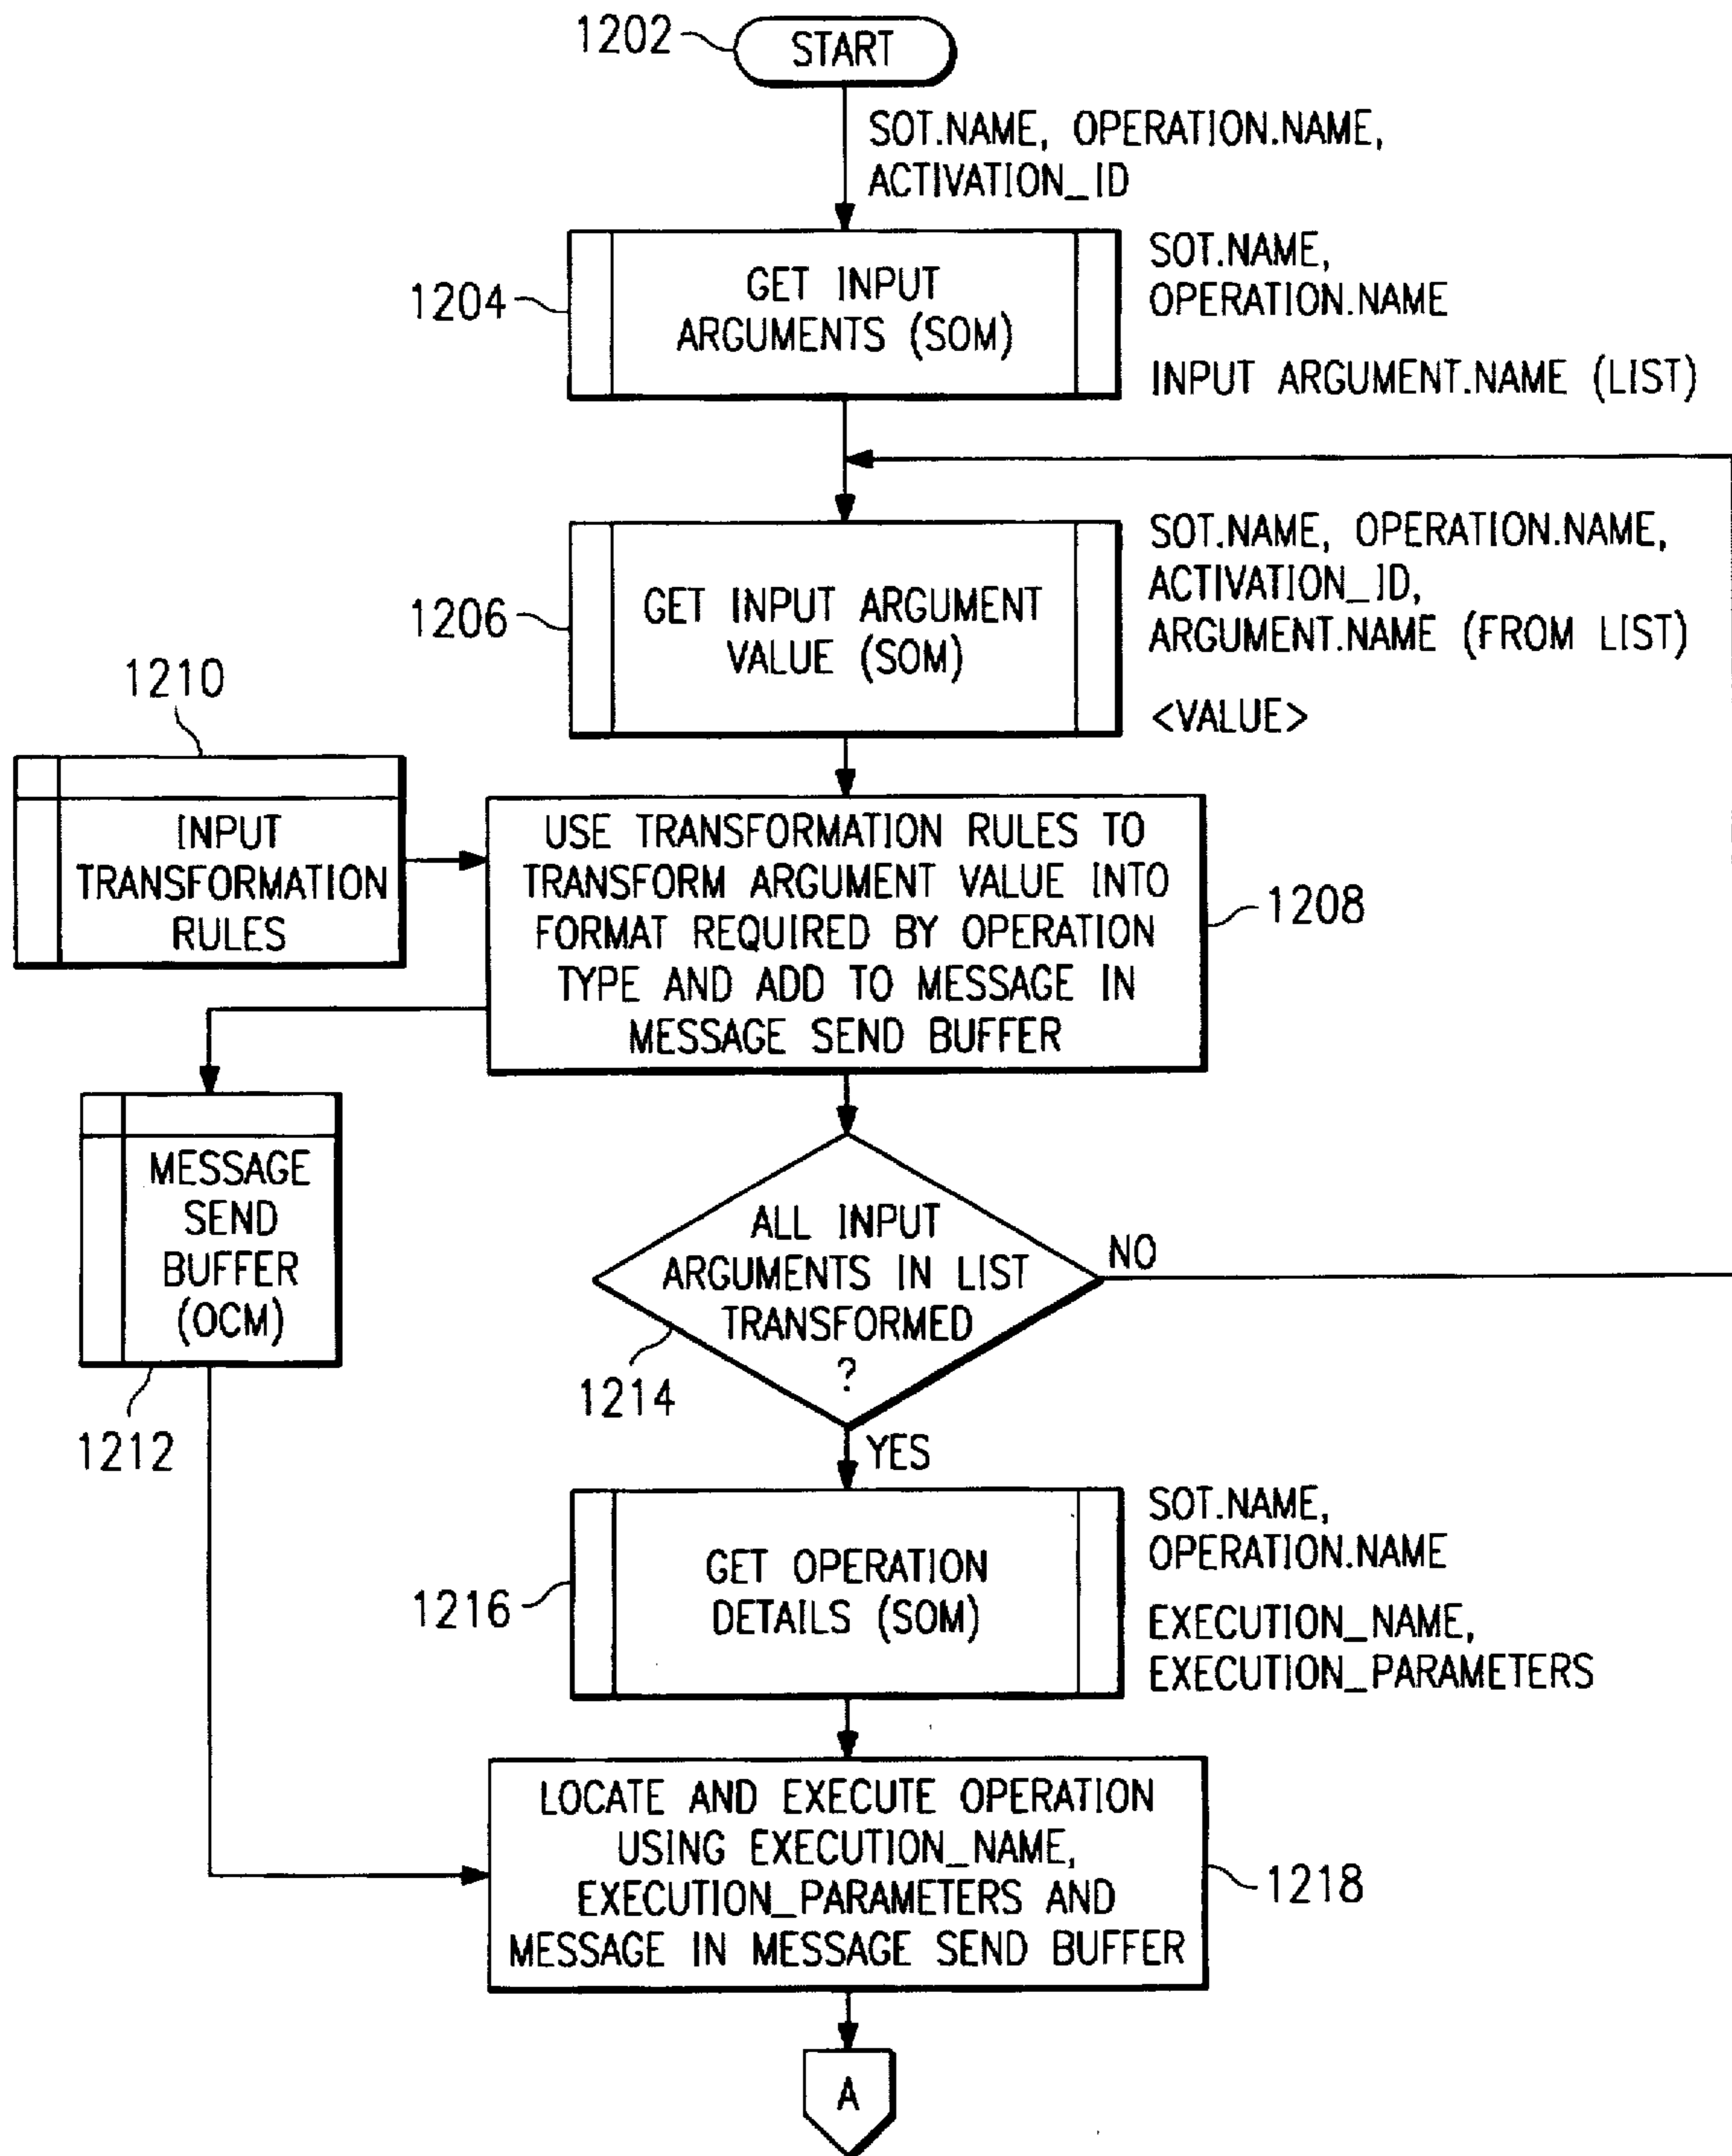 1202
START
SOT.NAME, OPERATION.NAME,
ACTIVATION_ID
1204
GET INPUT
ARGUMENTS (SOM)
SOT.NAME,
OPERATION.NAME
INPUT ARGUMENT.NAME (LIST)
1206
GET INPUT ARGUMENT
VALUE (SOM)
SOT.NAME, OPERATION.NAME,
ACTIVATION_ID,
ARGUMENT.NAME (FROM LIST)
<VALUE>
1210
INPUT
TRANSFORMATION
RULES
USE TRANSFORMATION RULES TO
TRANSFORM ARGUMENT VALUE INTO
FORMAT REQUIRED BY OPERATION
TYPE AND ADD TO MESSAGE IN
MESSAGE SEND BUFFER
1208
MESSAGE
SEND
BUFFER
(OCM)
1212
ALL INPUT
ARGUMENTS IN LIST
TRANSFORMED
?
1214
NO
YES
1216
GET OPERATION
DETAILS (SOM)
SOT.NAME,
OPERATION.NAME
EXECUTION_NAME,
EXECUTION_PARAMETERS
LOCATE AND EXECUTE OPERATION
USING EXECUTION_NAME,
EXECUTION_PARAMETERS AND
MESSAGE IN MESSAGE SEND BUFFER
1218
A